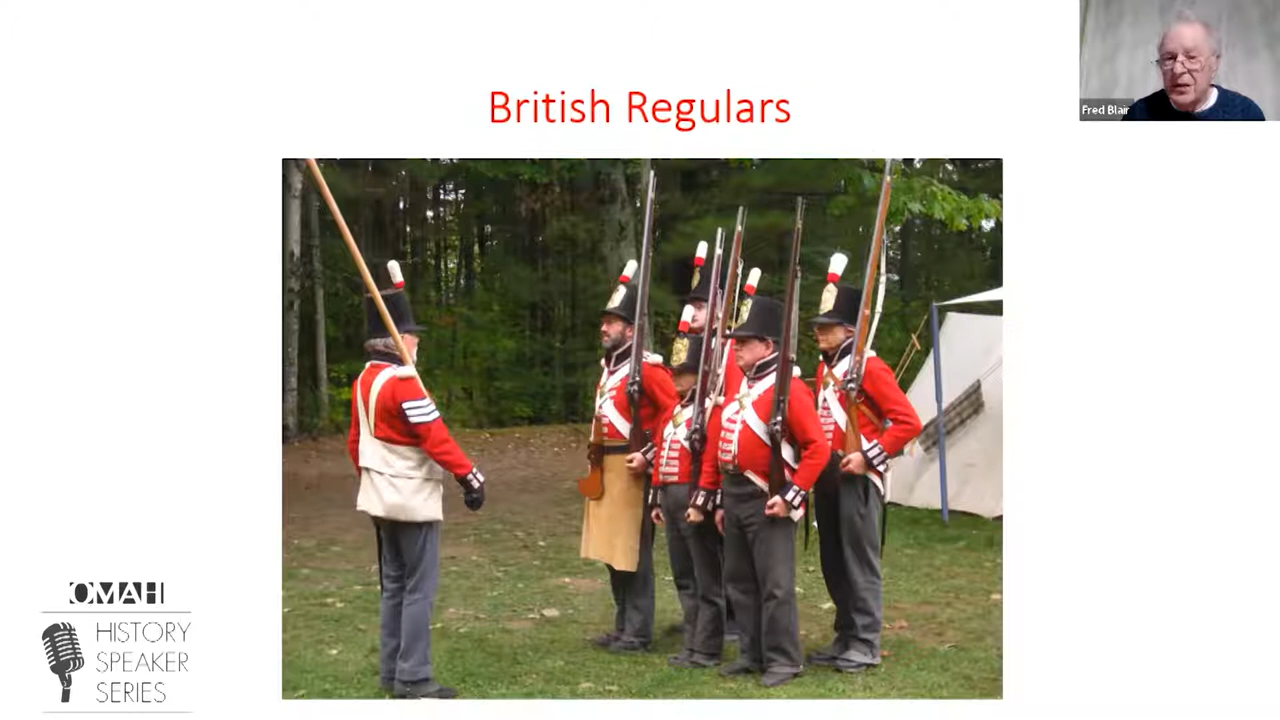 British Regulars
Fred Blair
OMAH
HISTORY
SPEAKER
SERIES